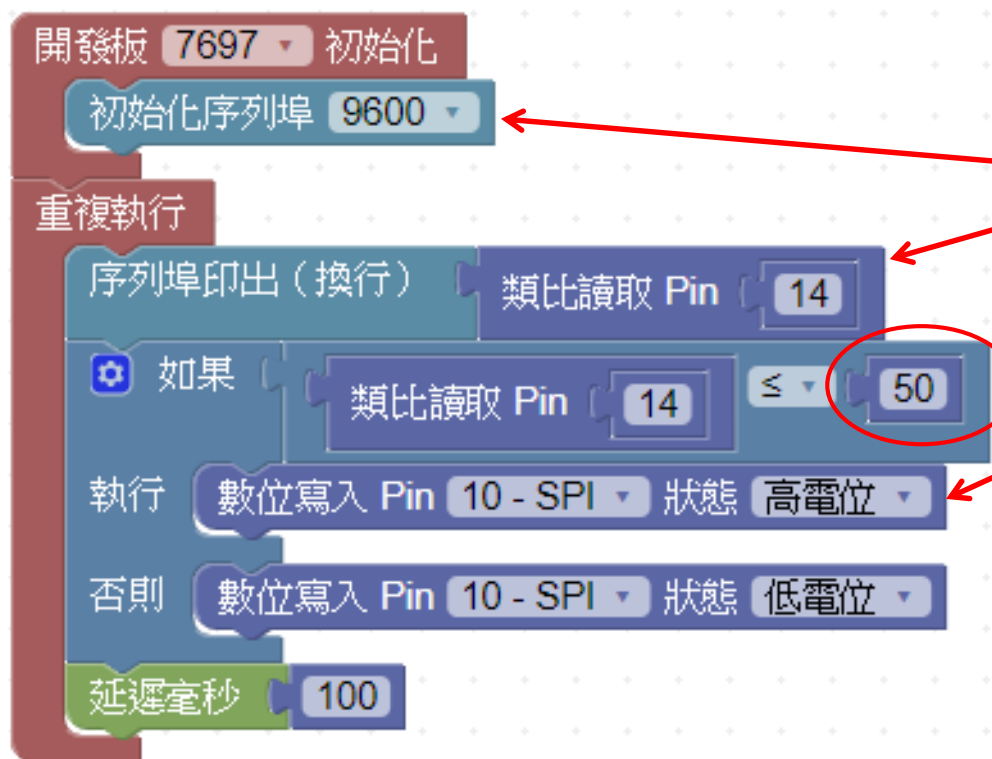 開發板 7697 初始化
初始化序列埠 9600
重複執行
序列埠印出（換行） 類比讀取 Pin 14
如果 類比讀取 Pin 14 ≤ 50
執行 數位寫入 Pin 10 - SPI 狀態 高電位
否則 數位寫入 Pin 10 - SPI 狀態 低電位
延遲毫秒 100